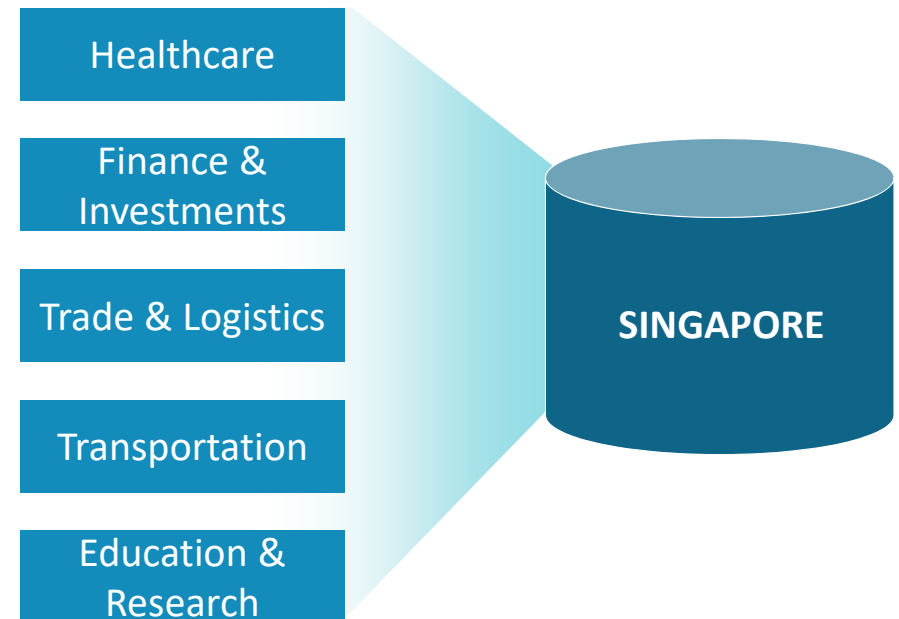 Healthcare
Finance &
Investments
Trade & Logistics
Transportation
Education &
Research
SINGAPORE